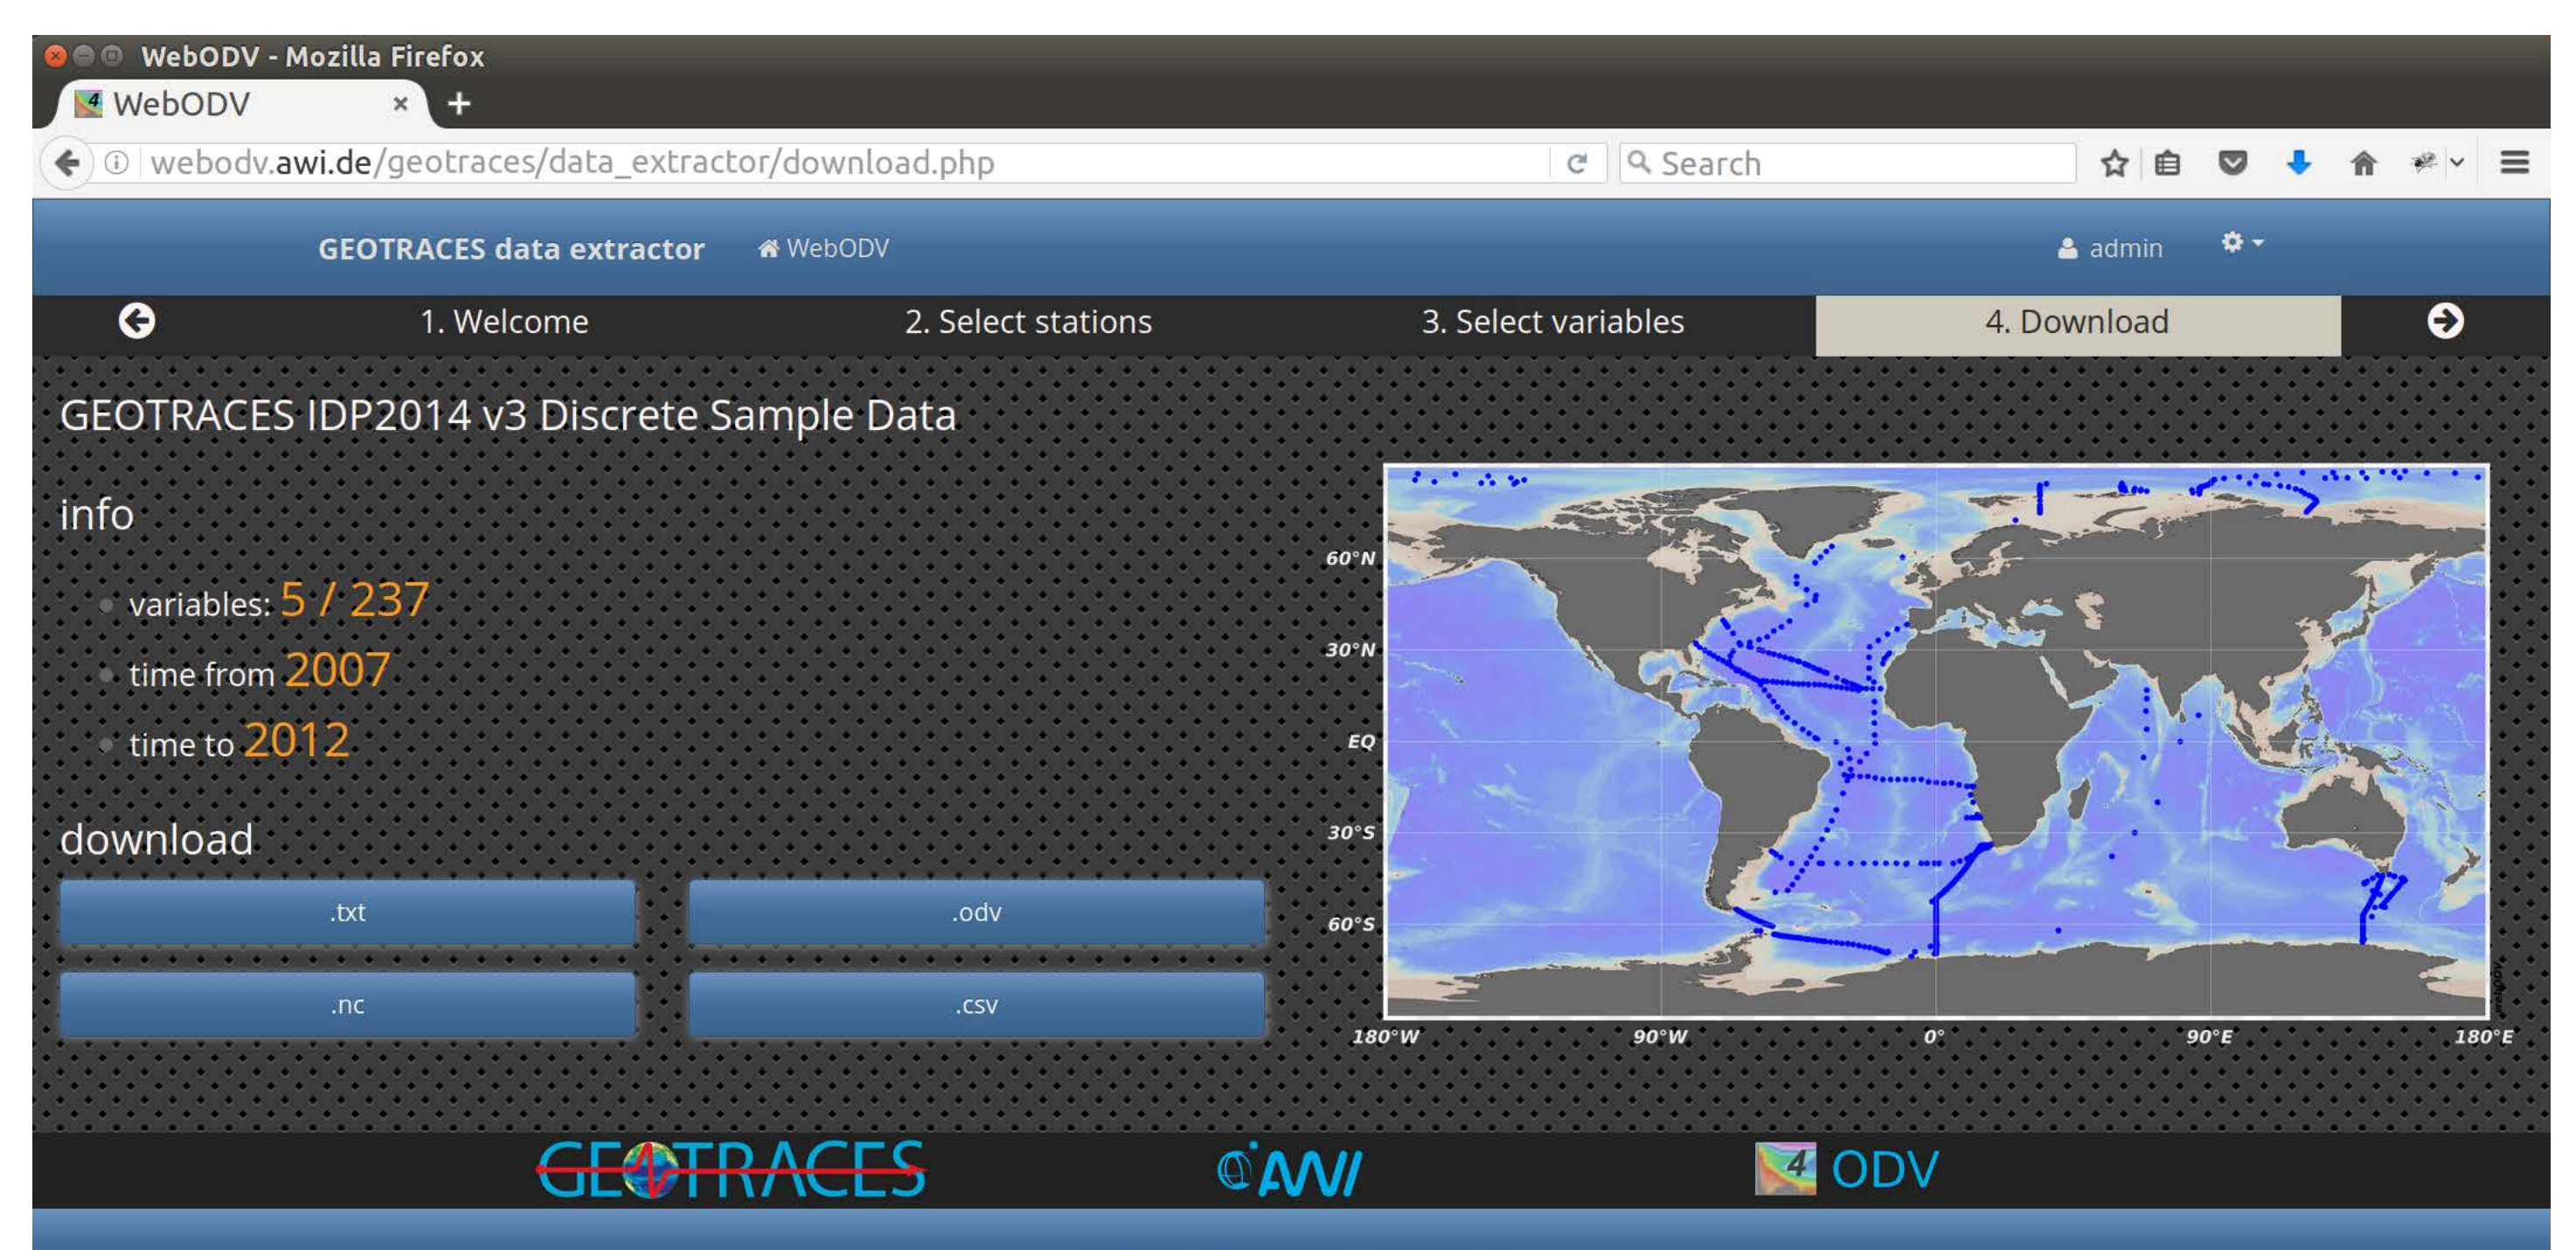 WebODV - Mozilla Firefox
4 WebODV
webodv.awi.de/geotraces/data_extractor/download.php
Search
GEOTRACES data extractor
WebODV
admin
1. Welcome
2. Select stations
3. Select variables
4. Download
GEOTRACES IDP2014 v3 Discrete Sample Data
info
variables: 5 / 237
time from 2007
time to 2012
download
.txt
.odv
.nc
.csv
60°N
30°N
EQ
30°S
60°S
180°W
90°W
0°
90°E
180°E
webODV
GEOTRACES
AWI
4 ODV